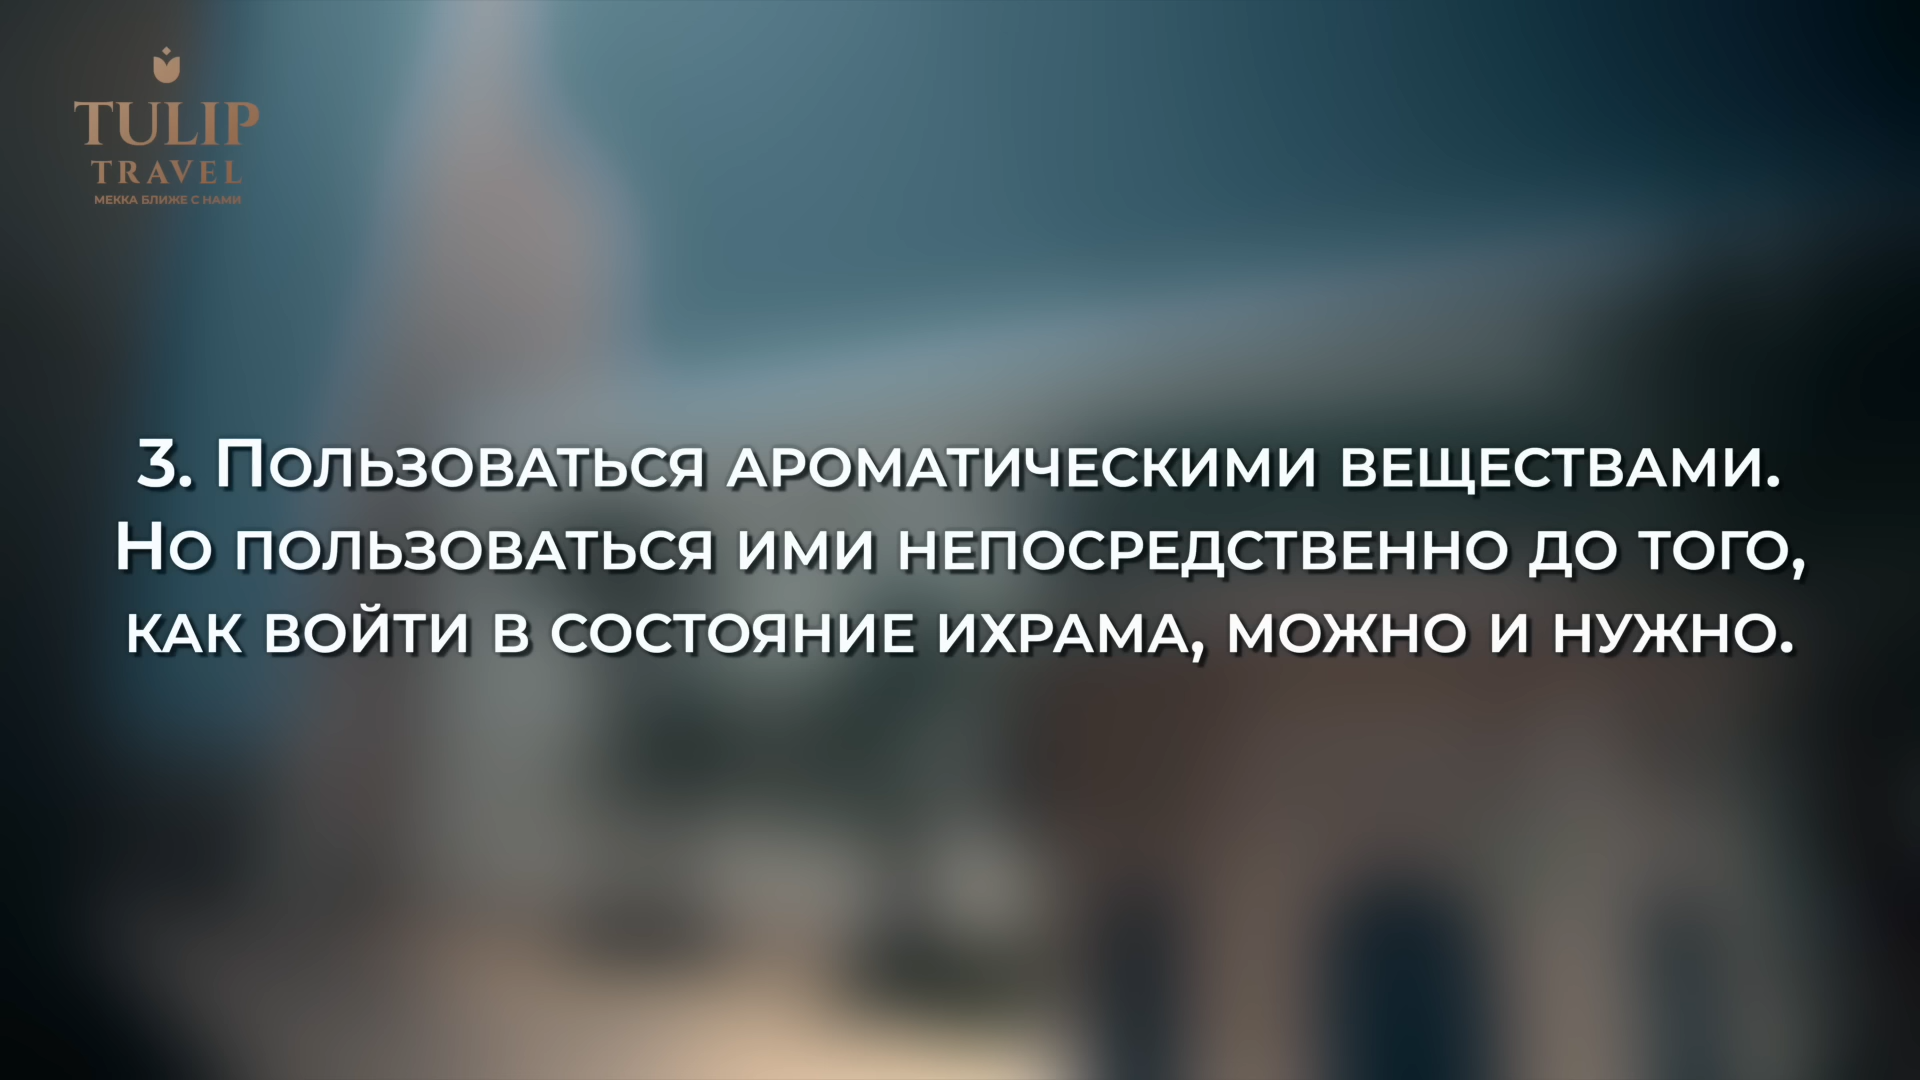 TULIP
TRAVEL
МЕККА БЛИЖЕ С НАМИ
3. Пользоваться ароматическими веществами.
Но пользоваться ими непосредственно до того,
как войти в состояние ихрама, можно и нужно.